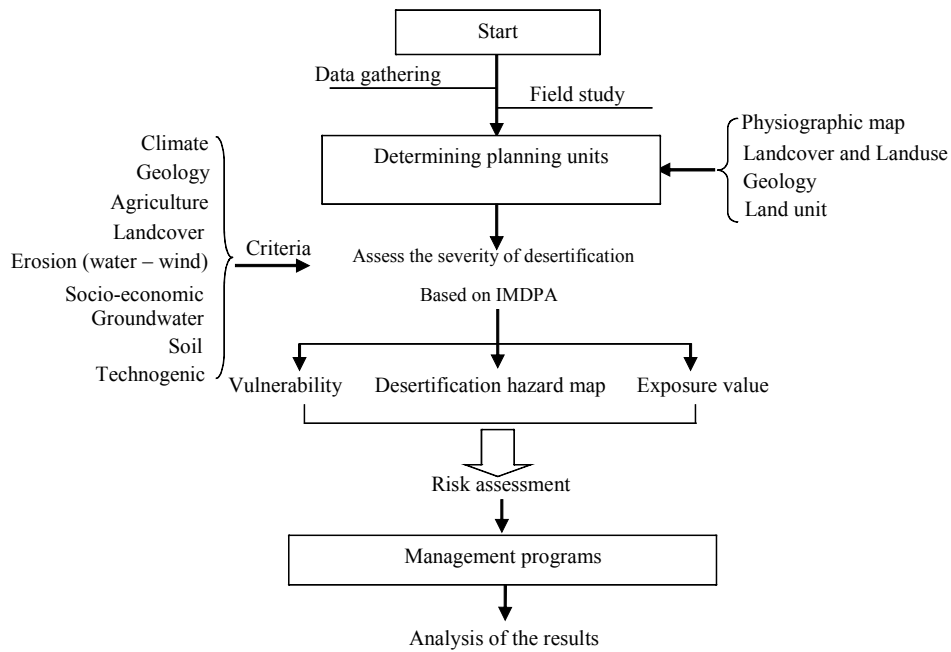 Start
Data gathering
Field study
Determining planning units
Physiographic map
Landcover and Landuse
Geology
Land unit
Climate
Geology
Agriculture
Landcover
Erosion (water – wind)
Socio-economic
Groundwater
Soil
Technogenic
Criteria
Assess the severity of desertification
Based on IMDPA
Vulnerability
Desertification hazard map
Exposure value
Risk assessment
Management programs
Analysis of the results